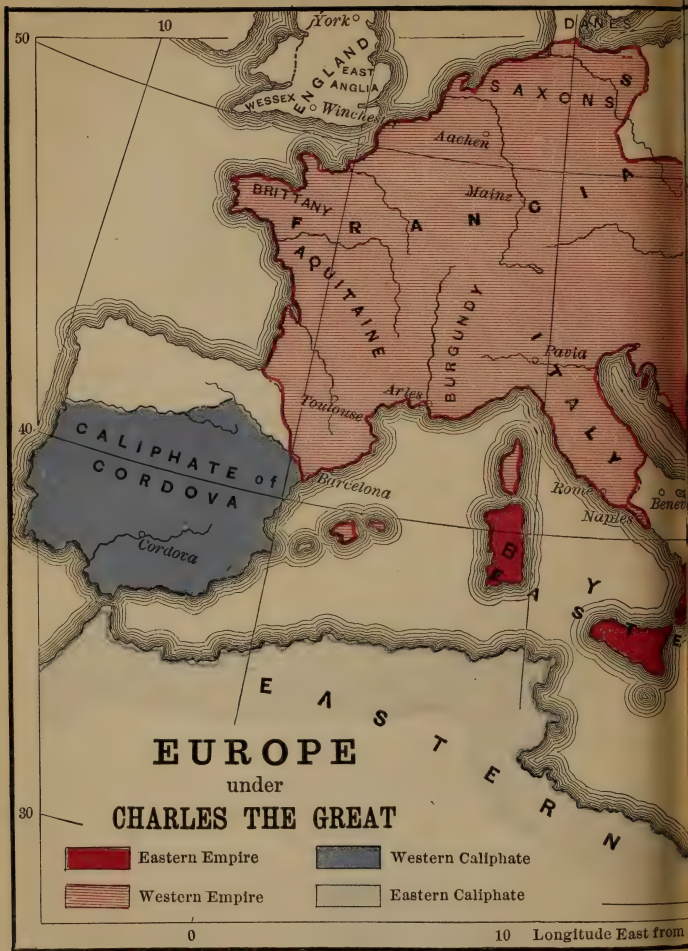 10
DANES
York
50
ENGLAND
EAST
ANGLIA
WESSEX
Winches
SAXONS
Aachen
Mainz
BRITTANY
FRANCIA
AQUITAINE
BURGUNDY
ITALY
Pavia
Toulouse
Arles
40
CALIPHATE of
CORDOVA
Cordova
Barcelona
Rome
Benev
Naples
B
Y
EASTE
EASTERN
EUROPE
under
CHARLES THE GREAT
30
Eastern Empire
Western Caliphate
Western Empire
Eastern Caliphate
0
10
Longitude East from